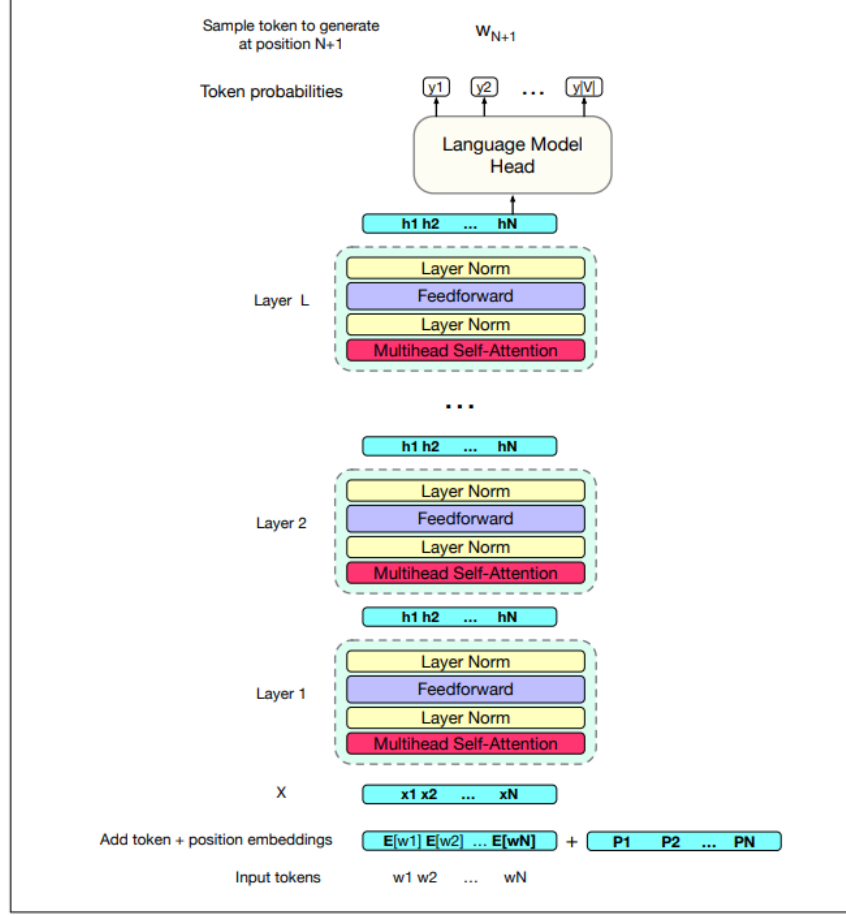 Sample token to generate
at position N+1
w_{N+1}
Token probabilities
y1 y2 ... y|V|
Language Model
Head
h1 h2 ... hN
Layer L
Layer Norm
Feedforward
Layer Norm
Multihead Self-Attention
...
h1 h2 ... hN
Layer 2
Layer Norm
Feedforward
Layer Norm
Multihead Self-Attention
h1 h2 ... hN
Layer 1
Layer Norm
Feedforward
Layer Norm
Multihead Self-Attention
X
x1 x2 ... xN
Add token + position embeddings
E[w1] E[w2] ... E[wN] + P1 P2 ... PN
Input tokens
w1 w2 ... wN